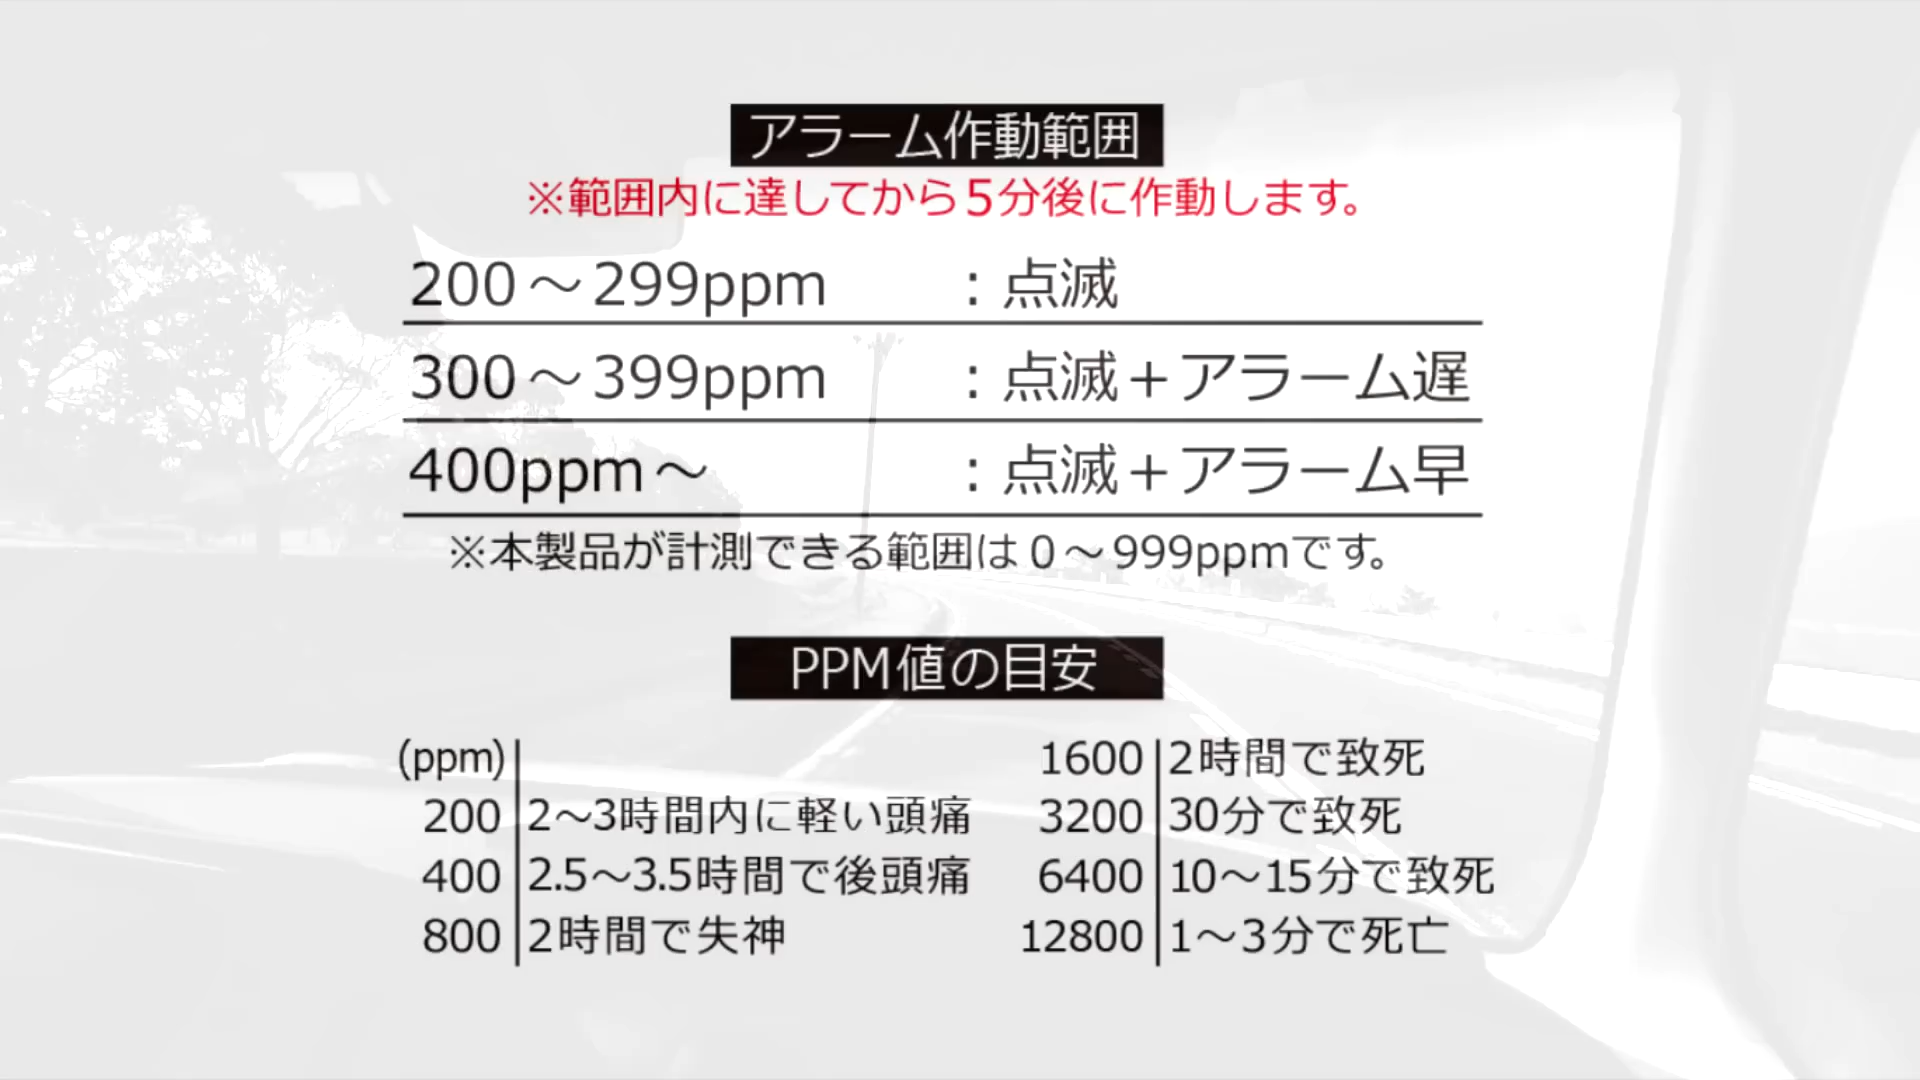 アラーム作動範囲
※範囲内に達してから5分後に作動します。
200～299ppm : 点滅
300～399ppm : 点滅＋アラーム遅
400ppm～ : 点滅＋アラーム早
※本製品が計測できる範囲は0～999ppmです。
PPM値の目安
(ppm)
200 2～3時間内に軽い頭痛
400 2.5～3.5時間で後頭痛
800 2時間で失神
1600 2時間で致死
3200 30分で致死
6400 10～15分で致死
12800 1～3分で死亡